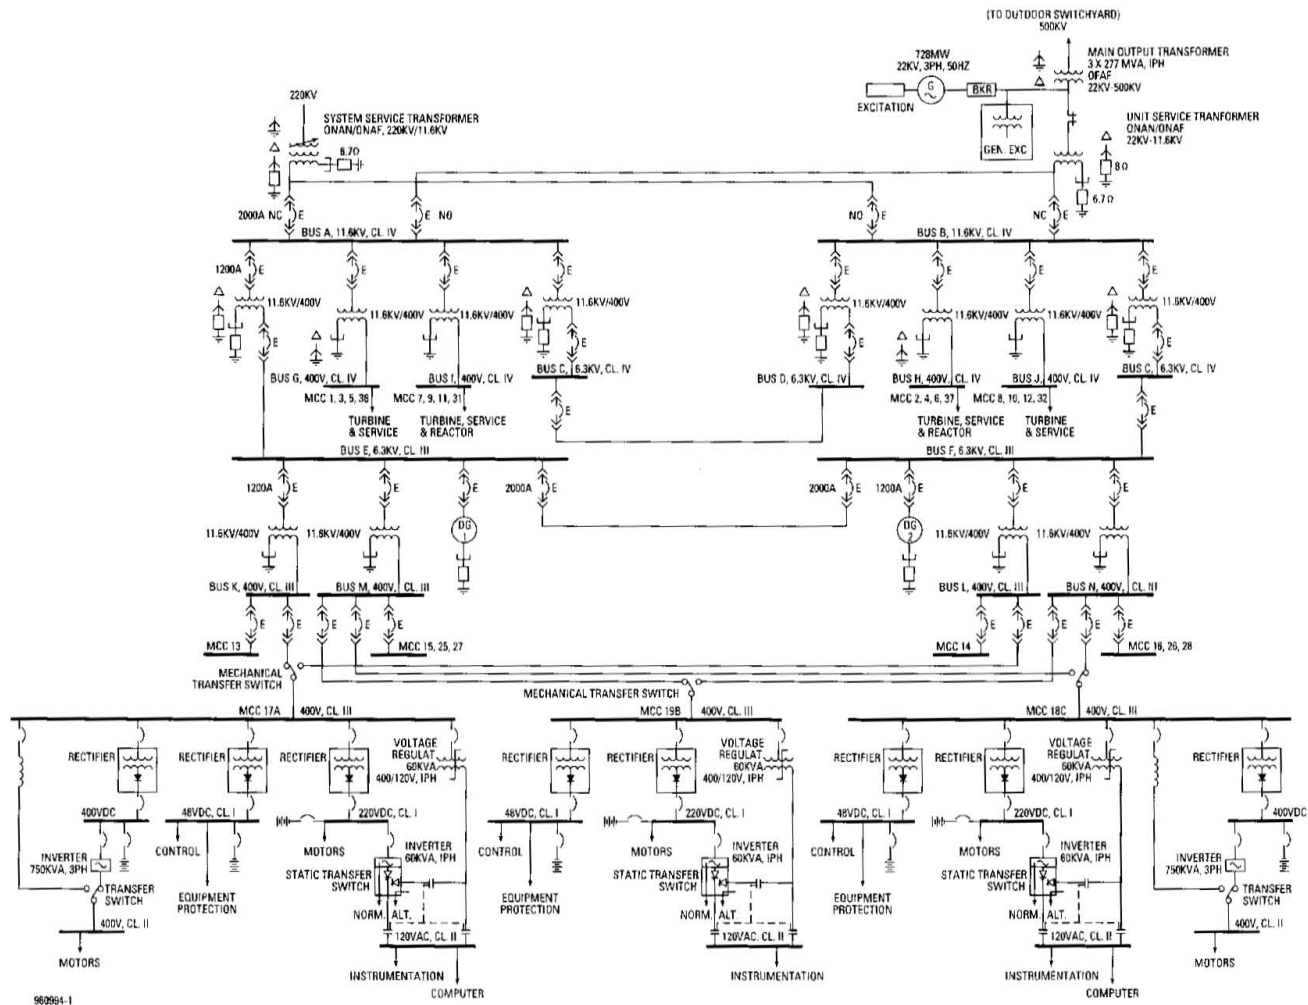 (TO OUTDOOR SWITCHYARD)
500KV
728MW
22KV, 3PH, 50HZ
MAIN OUTPUT TRANSFORMER
3 X 277 MVA, IPH
OFAF
22KV-500KV
G
BKR
EXCITATION
220KV
SYSTEM SERVICE TRANSFORMER
ONAN/ONAF, 220KV/11.6KV
UNIT SERVICE TRANFORMER
ONAN/ONAF
22KV-11.6KV
GEN. EXC
6.7Ω
8Ω
6.7Ω
2000A NC E
E NO
NO E
NC E
BUS A, 11.6KV, CL. IV
BUS B, 11.6KV, CL. IV
1200A E
E
E
E
E
E
E
E
11.6KV/400V
11.6KV/400V
11.6KV/400V
11.6KV/400V
11.6KV/400V
11.6KV/400V
11.6KV/400V
11.6KV/400V
E
E
E
E
BUS G, 400V, CL. IV
BUS I, 400V, CL. IV
BUS C, 6.3KV, CL. IV
BUS D, 6.3KV, CL. IV
BUS H, 400V, CL. IV
BUS J, 400V, CL. IV
BUS C, 6.3KV, CL. IV
MCC 1, 3, 5, 36
MCC 7, 9, 11, 31
MCC 2, 4, 6, 37
MCC 8, 10, 12, 32
TURBINE
& SERVICE
TURBINE, SERVICE
& REACTOR
TURBINE, SERVICE
& REACTOR
TURBINE &
SERVICE
E
E
BUS E, 6.3KV, CL. III
BUS F, 6.3KV, CL. III
1200A E
E
E
2000A E
2000A E
1200A E
E
E
11.6KV/400V
11.6KV/400V
DG
1
DG
2
11.6KV/400V
11.6KV/400V
BUS K, 400V, CL. III
BUS M, 400V, CL. III
BUS L, 400V, CL. III
BUS N, 400V, CL. III
E
E
E
E
E
E
E
E
E
E
MCC 13
MCC 15, 25, 27
MCC 14
MCC 16, 26, 28
MECHANICAL
TRANSFER SWITCH
MECHANICAL TRANSFER SWITCH
MCC 17A 400V, CL. III
MCC 19B 400V, CL. III
MCC 18C 400V, CL. III
RECTIFIER
RECTIFIER
RECTIFIER
VOLTAGE
REGULAT
60KVA
400/120V, IPH
RECTIFIER
RECTIFIER
VOLTAGE
REGULAT
60KVA
400/120V, IPH
RECTIFIER
RECTIFIER
VOLTAGE
REGULAT
60KVA
400/120V, IPH
RECTIFIER
400VDC
48VDC, CL. I
220VDC, CL. I
48VDC, CL. I
220VDC, CL. I
48VDC, CL. I
220VDC, CL. I
400VDC
CONTROL
MOTORS
CONTROL
MOTORS
CONTROL
MOTORS
INVERTER
750KVA, 3PH
INVERTER
60KVA, IPH
INVERTER
60KVA, IPH
INVERTER
60KVA, IPH
INVERTER
750KVA, 3PH
STATIC TRANSFER
SWITCH
STATIC TRANSFER
SWITCH
STATIC TRANSFER
SWITCH
TRANSFER
SWITCH
TRANSFER
SWITCH
EQUIPMENT
PROTECTION
EQUIPMENT
PROTECTION
EQUIPMENT
PROTECTION
NORM. ALT.
NORM. ALT.
NORM. ALT.
400V, CL. II
120VAC, CL. II
120VAC, CL. II
120VAC, CL. II
400V, CL. II
MOTORS
MOTORS
INSTRUMENTATION
INSTRUMENTATION
INSTRUMENTATION
COMPUTER
COMPUTER
960994-1